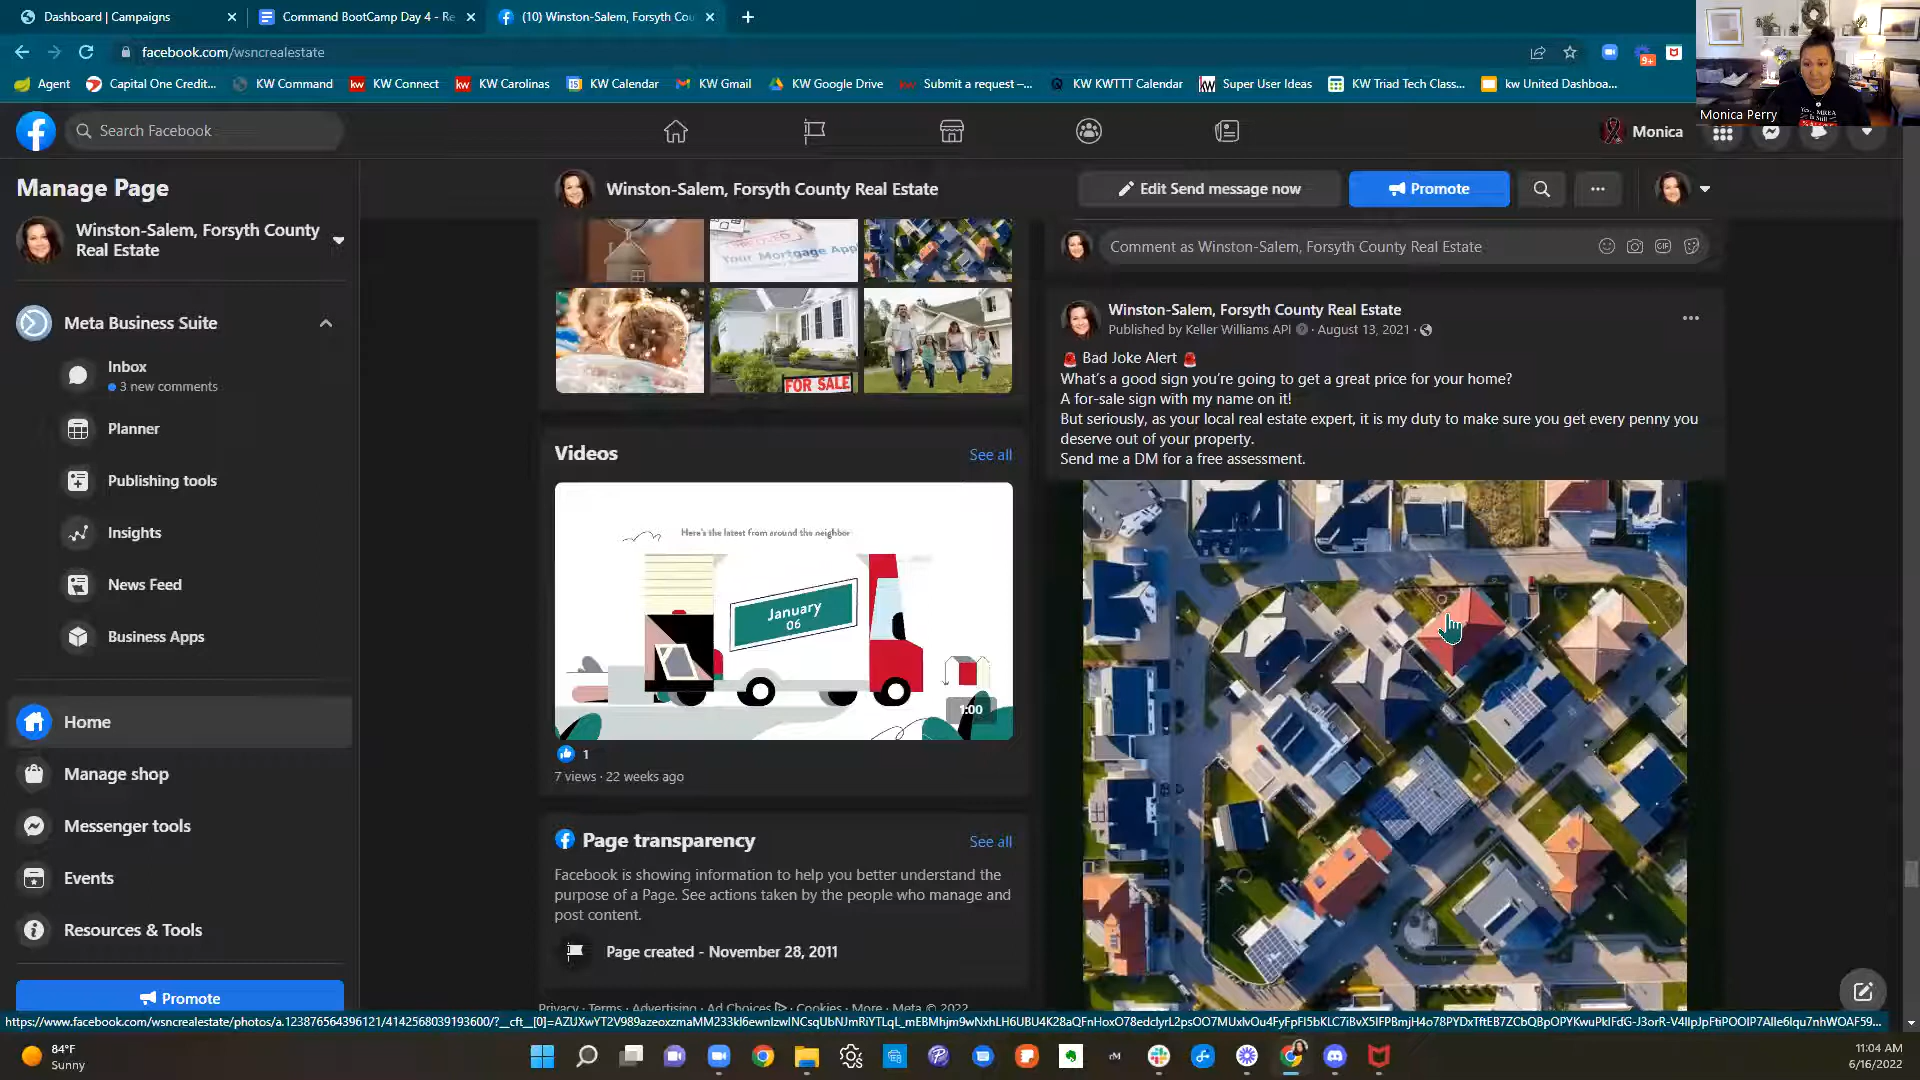 Dashboard | Campaigns
Command BootCamp Day 4 - Re
(10) Winston-Salem, Forsyth Cou
facebook.com/wsncrealestate
9+
Agent
Capital One Credit...
KW Command
KW Connect
KW Carolinas
KW Calendar
KW Gmail
KW Google Drive
Submit a request –...
KW KWTTT Calendar
Super User Ideas
KW Triad Tech Class...
kw United Dashboa...
Monica Perry
Search Facebook
Monica
Manage Page
Winston-Salem, Forsyth County
Real Estate
Meta Business Suite
Inbox
3 new comments
Planner
Publishing tools
Insights
News Feed
Business Apps
Home
Manage shop
Messenger tools
Events
Resources & Tools
Promote
Winston-Salem, Forsyth County Real Estate
Edit Send message now
Promote
Your Mortgage App
FOR SALE
Videos
See all
Here's the latest from around the neighbor
January
06
1:00
1
7 views · 22 weeks ago
Page transparency
See all
Facebook is showing information to help you better understand the
purpose of a Page. See actions taken by the people who manage and
post content.
Page created - November 28, 2011
Privacy · Terms · Advertising · Ad Choices · Cookies · More · Meta © 2022
Comment as Winston-Salem, Forsyth County Real Estate
GIF
Winston-Salem, Forsyth County Real Estate
Published by Keller Williams API · August 13, 2021 ·
🚨 Bad Joke Alert 🚨
What's a good sign you're going to get a great price for your home?
A for-sale sign with my name on it!
But seriously, as your local real estate expert, it is my duty to make sure you get every penny you
deserve out of your property.
Send me a DM for a free assessment.
84°F
Sunny
11:04 AM
6/16/2022